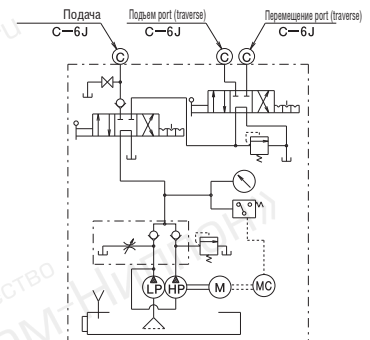 Подача
Подъем port (traverse)
Перемещение port (traverse)
C-6J
C-6J
C-6J
C
C
C
LP
HP
M
MC